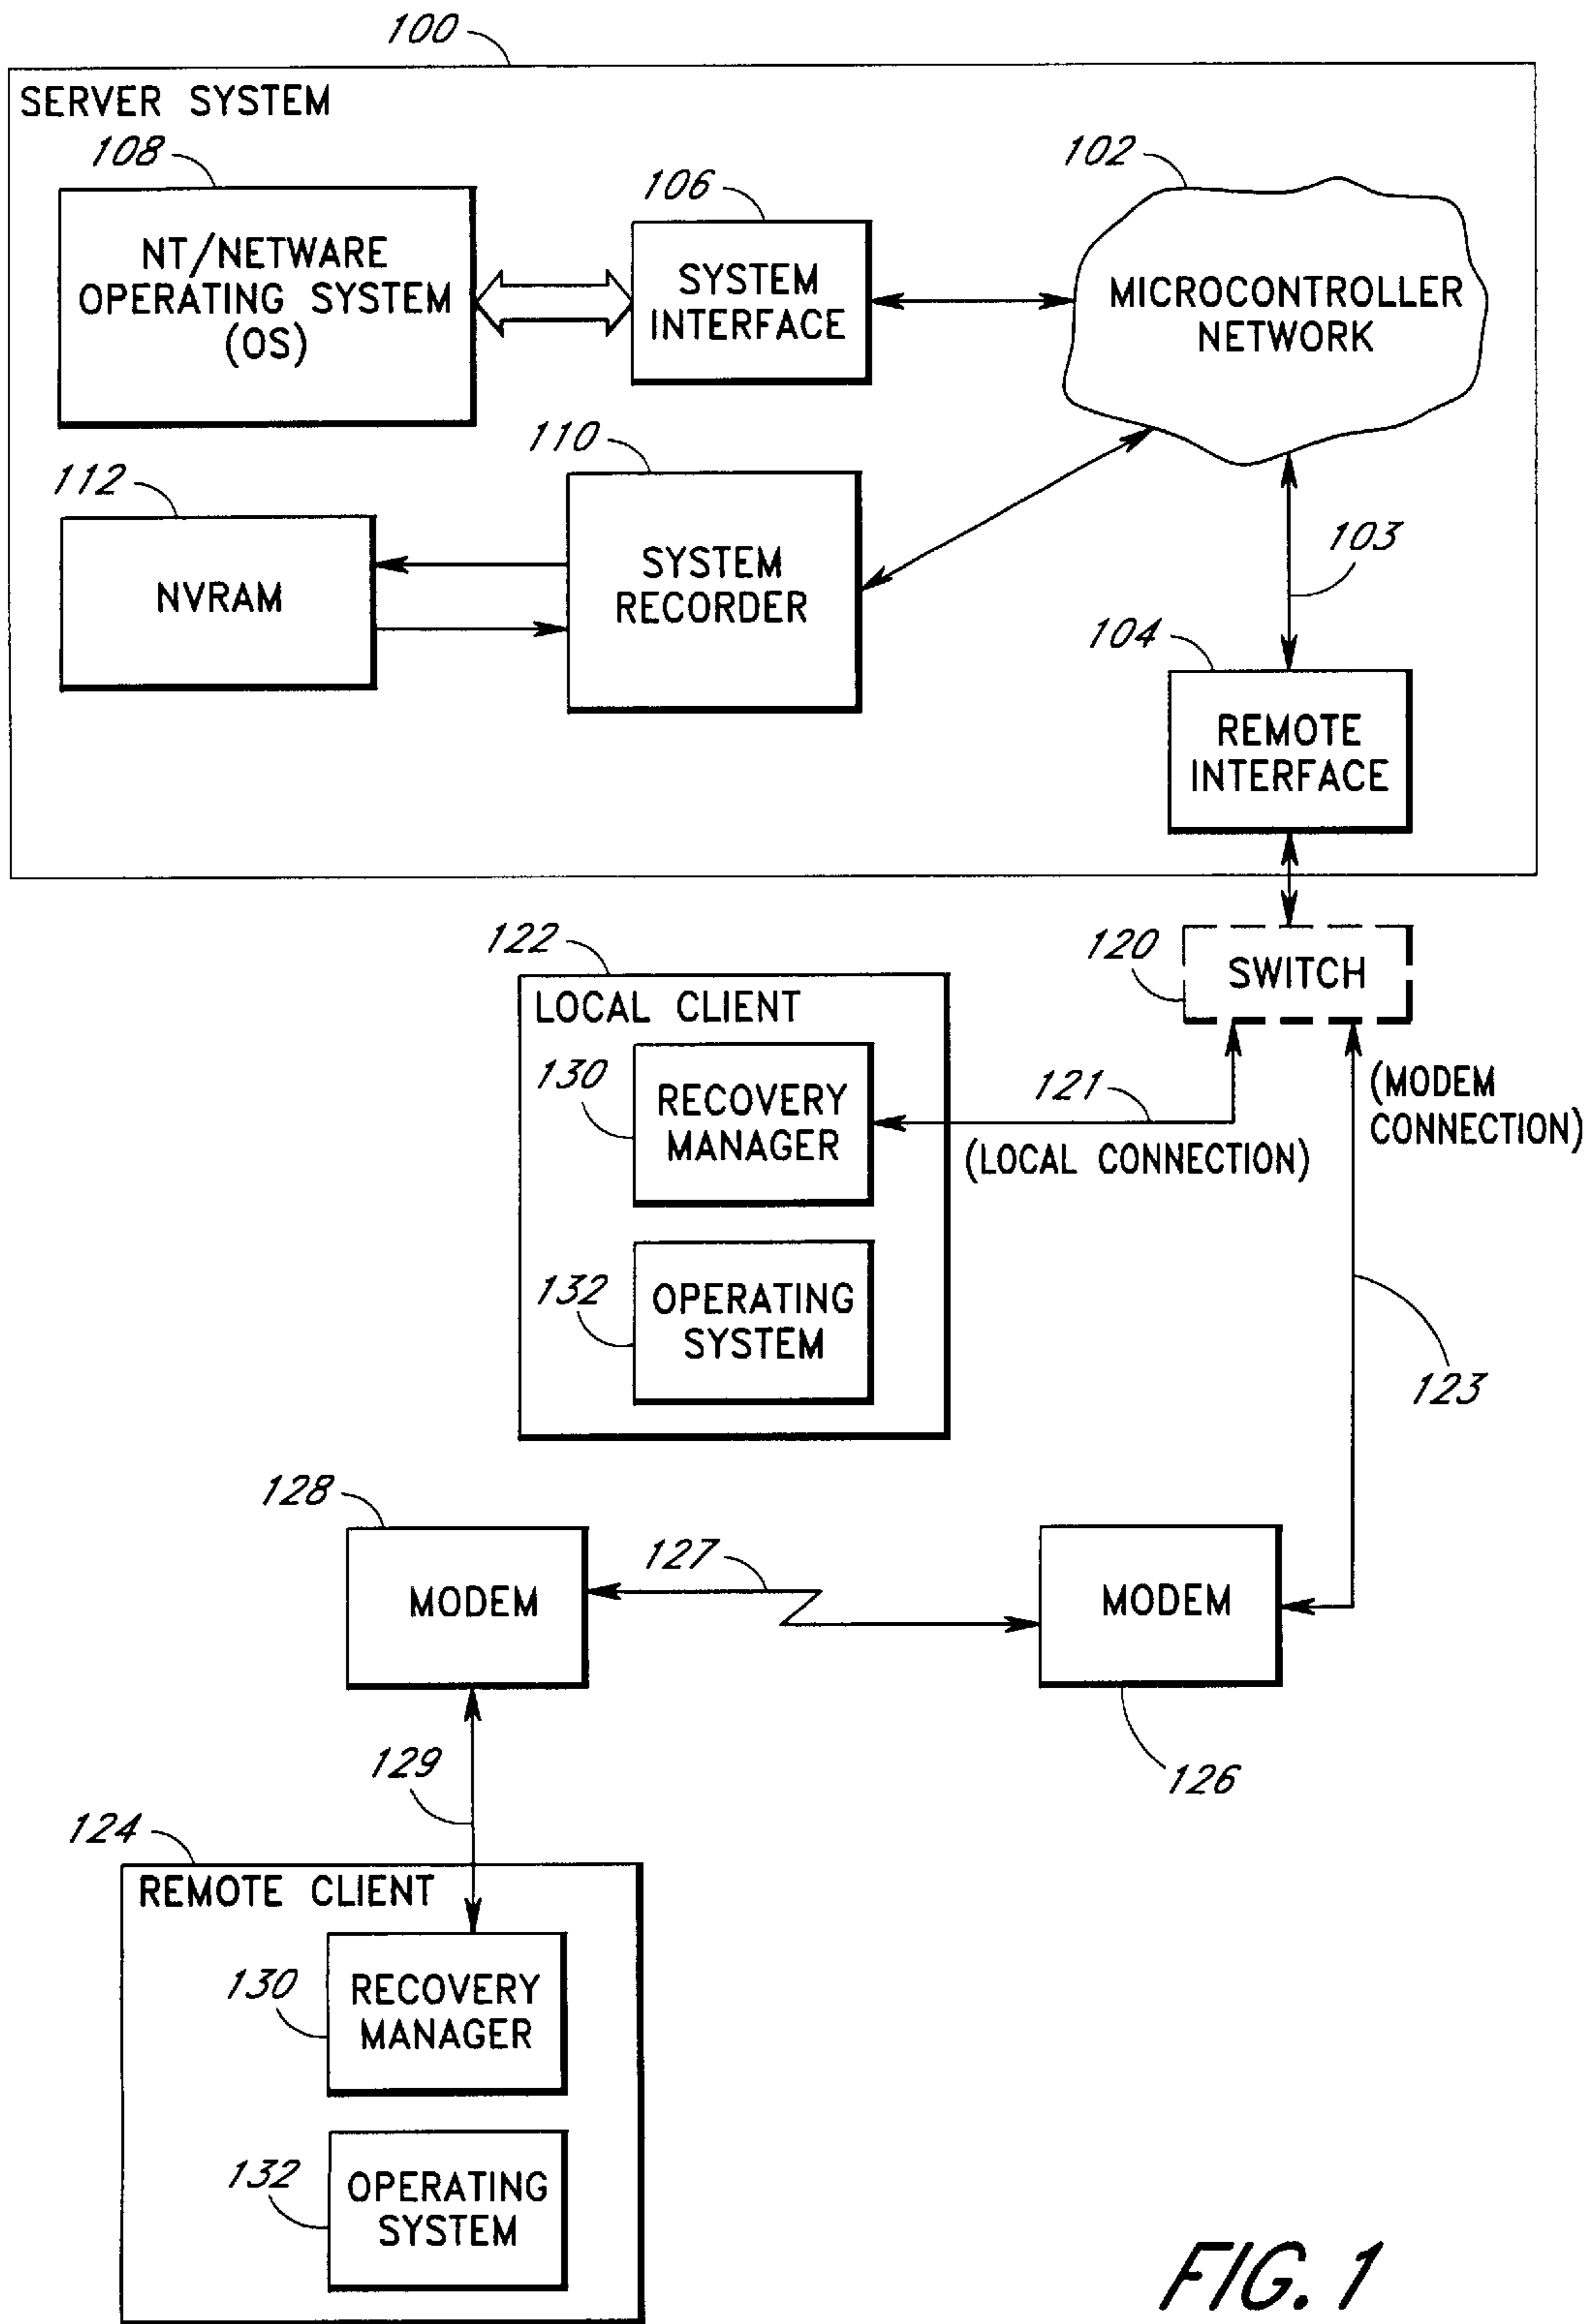 100
SERVER SYSTEM
108
NT/NETWARE
OPERATING SYSTEM
(OS)
106
SYSTEM
INTERFACE
102
MICROCONTROLLER
NETWORK
112
NVRAM
110
SYSTEM
RECORDER
103
104
REMOTE
INTERFACE
120
SWITCH
122
LOCAL CLIENT
130
RECOVERY
MANAGER
121
(LOCAL CONNECTION)
(MODEM
CONNECTION)
132
OPERATING
SYSTEM
123
128
MODEM
127
MODEM
126
129
124
REMOTE CLIENT
130
RECOVERY
MANAGER
132
OPERATING
SYSTEM
FIG. 1